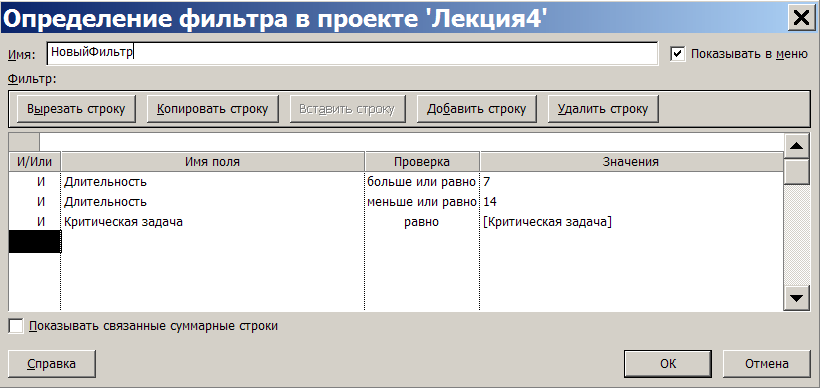 Определение фильтра в проекте 'Лекция4'
Имя: НовыйФильтр Показывать в меню
Фильтр:
Вырезать строку Копировать строку Вставить строку Добавить строку Удалить строку
И/Или Имя поля Проверка Значения
И Длительность больше или равно 7
И Длительность меньше или равно 14
И Критическая задача равно [Критическая задача]
Показывать связанные суммарные строки
Справка ОК Отмена